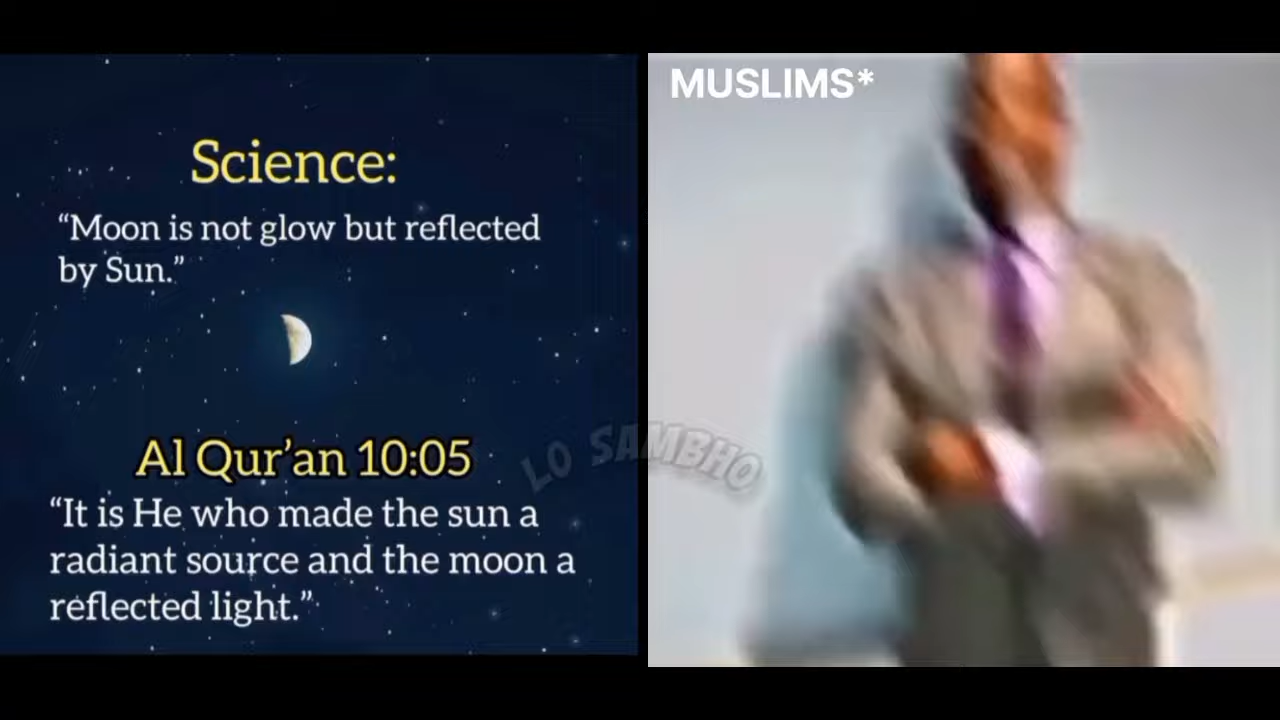 Science:
“Moon is not glow but reflected
by Sun.”
Al Qur’an 10:05
“It is He who made the sun a
radiant source and the moon a
reflected light.”
MUSLIMS*
LO SAMBHO